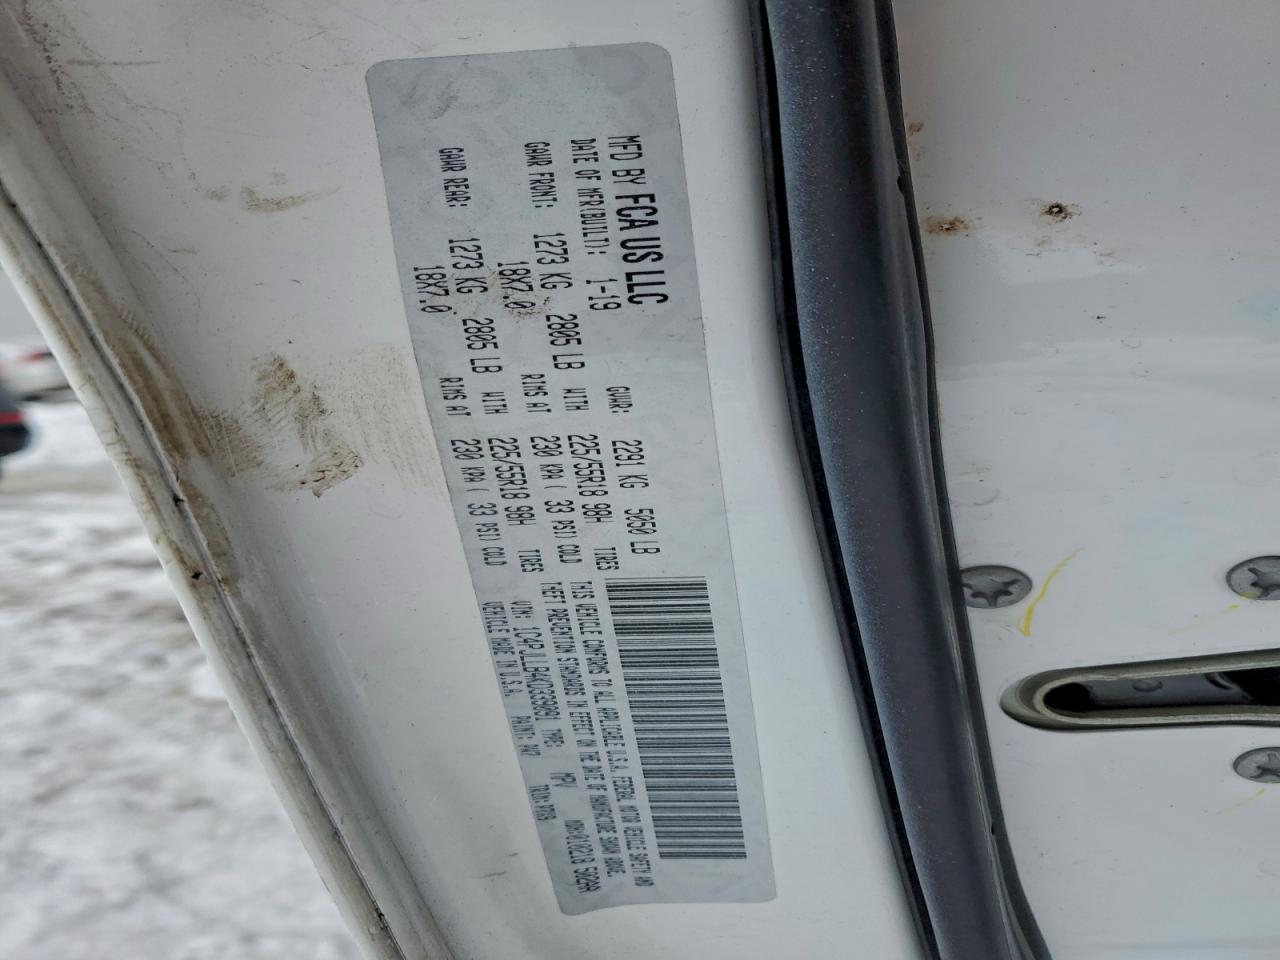 MFD BY FCA US LLC
DATE OF MFR(BUILT): 1-19 GVWR: 2291 KG 5050 LB
GAWR FRONT: 1273 KG 2805 LB WITH 225/55R18 98H TIRES
18X7.0 RIMS AT 230 KPA ( 33 PSI) COLD
GAWR REAR: 1273 KG 2805 LB WITH 225/55R18 98H TIRES
18X7.0 RIMS AT 230 KPA ( 33 PSI) COLD
THIS VEHICLE CONFORMS TO ALL APPLICABLE U.S.A. FEDERAL MOTOR VEHICLE SAFETY AND
THEFT PREVENTION STANDARDS IN EFFECT ON THE DATE OF MANUFACTURE SHOWN ABOVE.
VIN: 1C4PJLLB4KD339091 TYPE: MPV
VEHICLE MADE IN U.S.A. PAINT: PW7